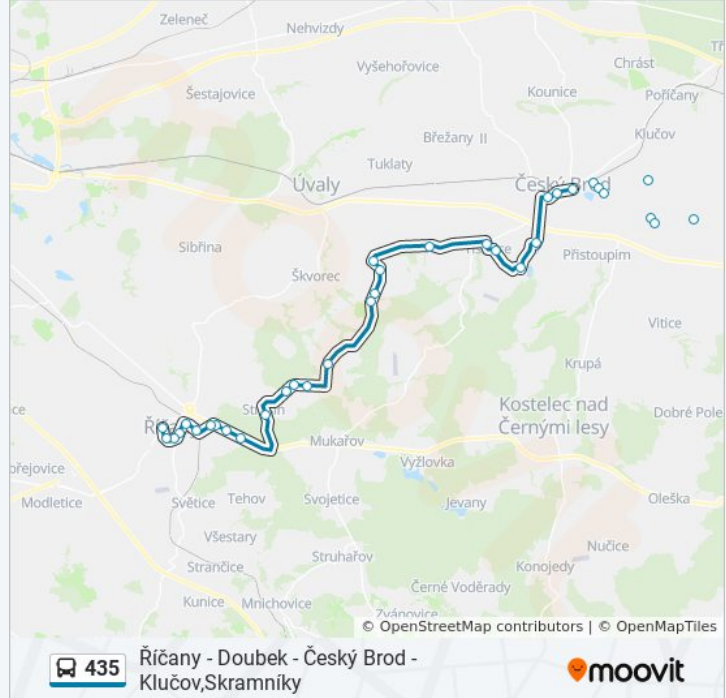 Zeleneč
Nehvizdy
Vyšehořovice
Chrást
Šestajovice
Kounice
Poříčany
Břežany II
Klučov
Tuklaty
Úvaly
Český Brod
Sibřina
Škvorec
Přistoupim
Vitice
Krupá
Kostelec nad
Černými lesy
Dobré Pole
Mukařov
Vyžlovka
Modletice
Světice
Tehov
Svojetice
Jevany
Oleška
Všestary
Nučice
Strančice
Struhařov
Konojedy
Kunice
Mnichovice
Černé Voděrady
Zvánovice
© OpenStreetMap contributors | © OpenMapTiles
435
Říčany - Doubek - Český Brod -
Klučov,Skramníky
moovit